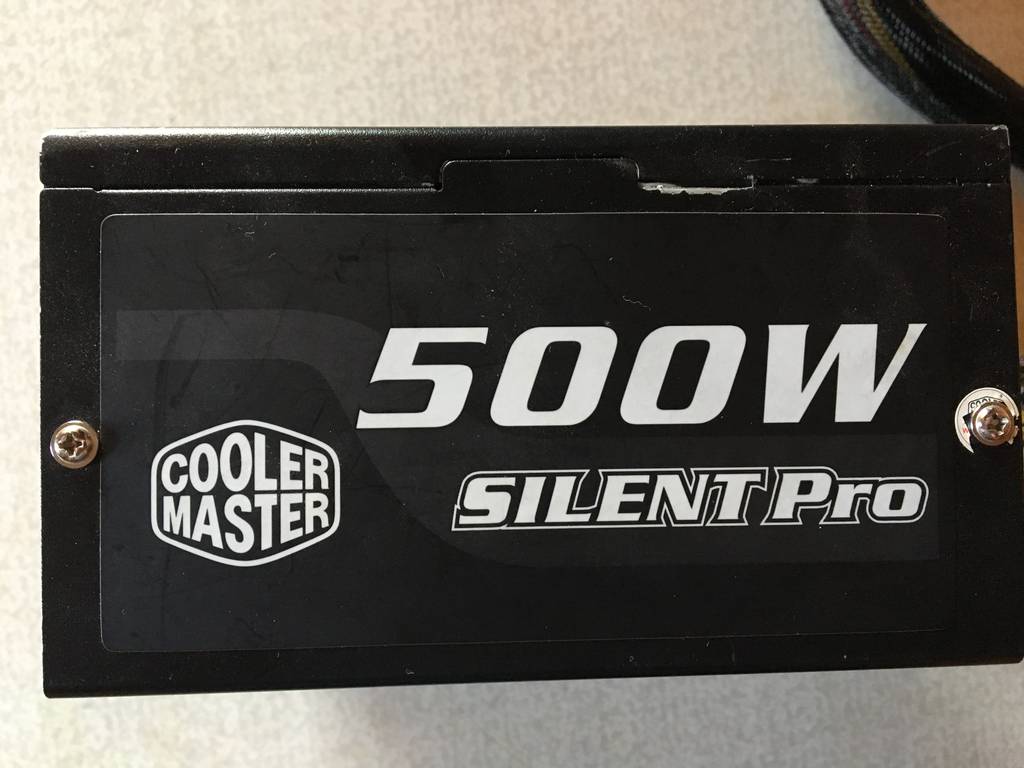 500W
COOLER
MASTER
SILENT Pro